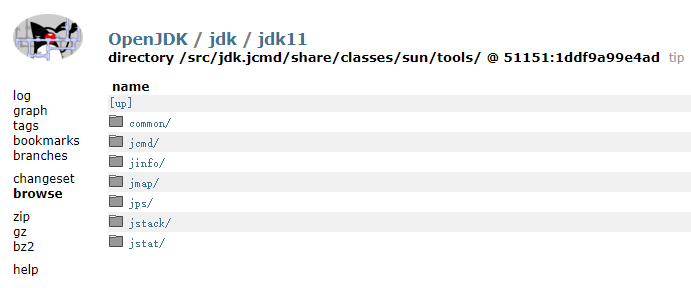 OpenJDK / jdk / jdk11
directory /src/jdk.jcmd/share/classes/sun/tools/ @ 51151:1ddf9a99e4ad tip
log
graph
tags
bookmarks
branches
changeset
browse
zip
gz
bz2
help
name
[up]
common/
jcmd/
jinfo/
jmap/
jps/
jstack/
jstat/